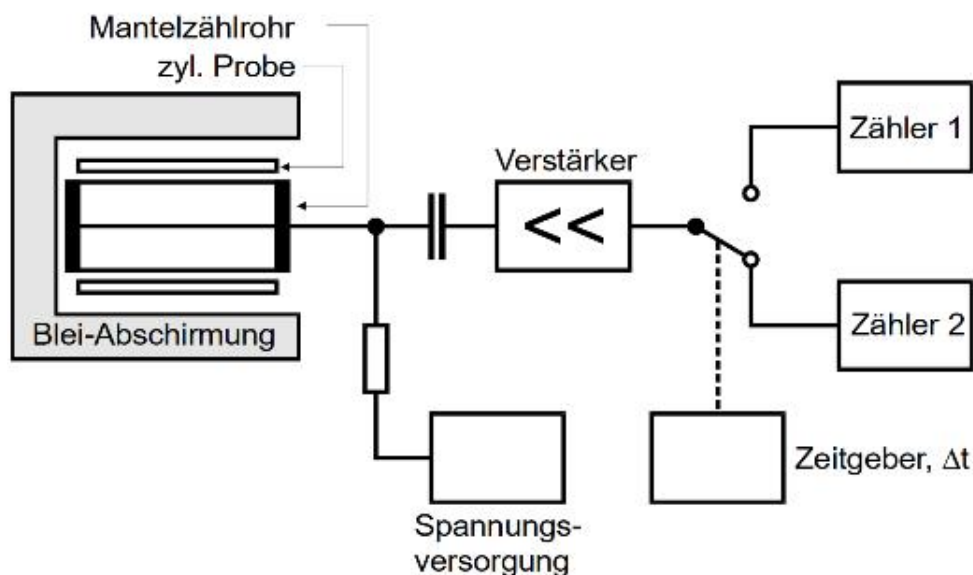 Mantelzählrohr
zyl. Probe
Verstärker
<<
Zähler 1
Blei-Abschirmung
Zähler 2
Zeitgeber, Δt
Spannungs-
versorgung